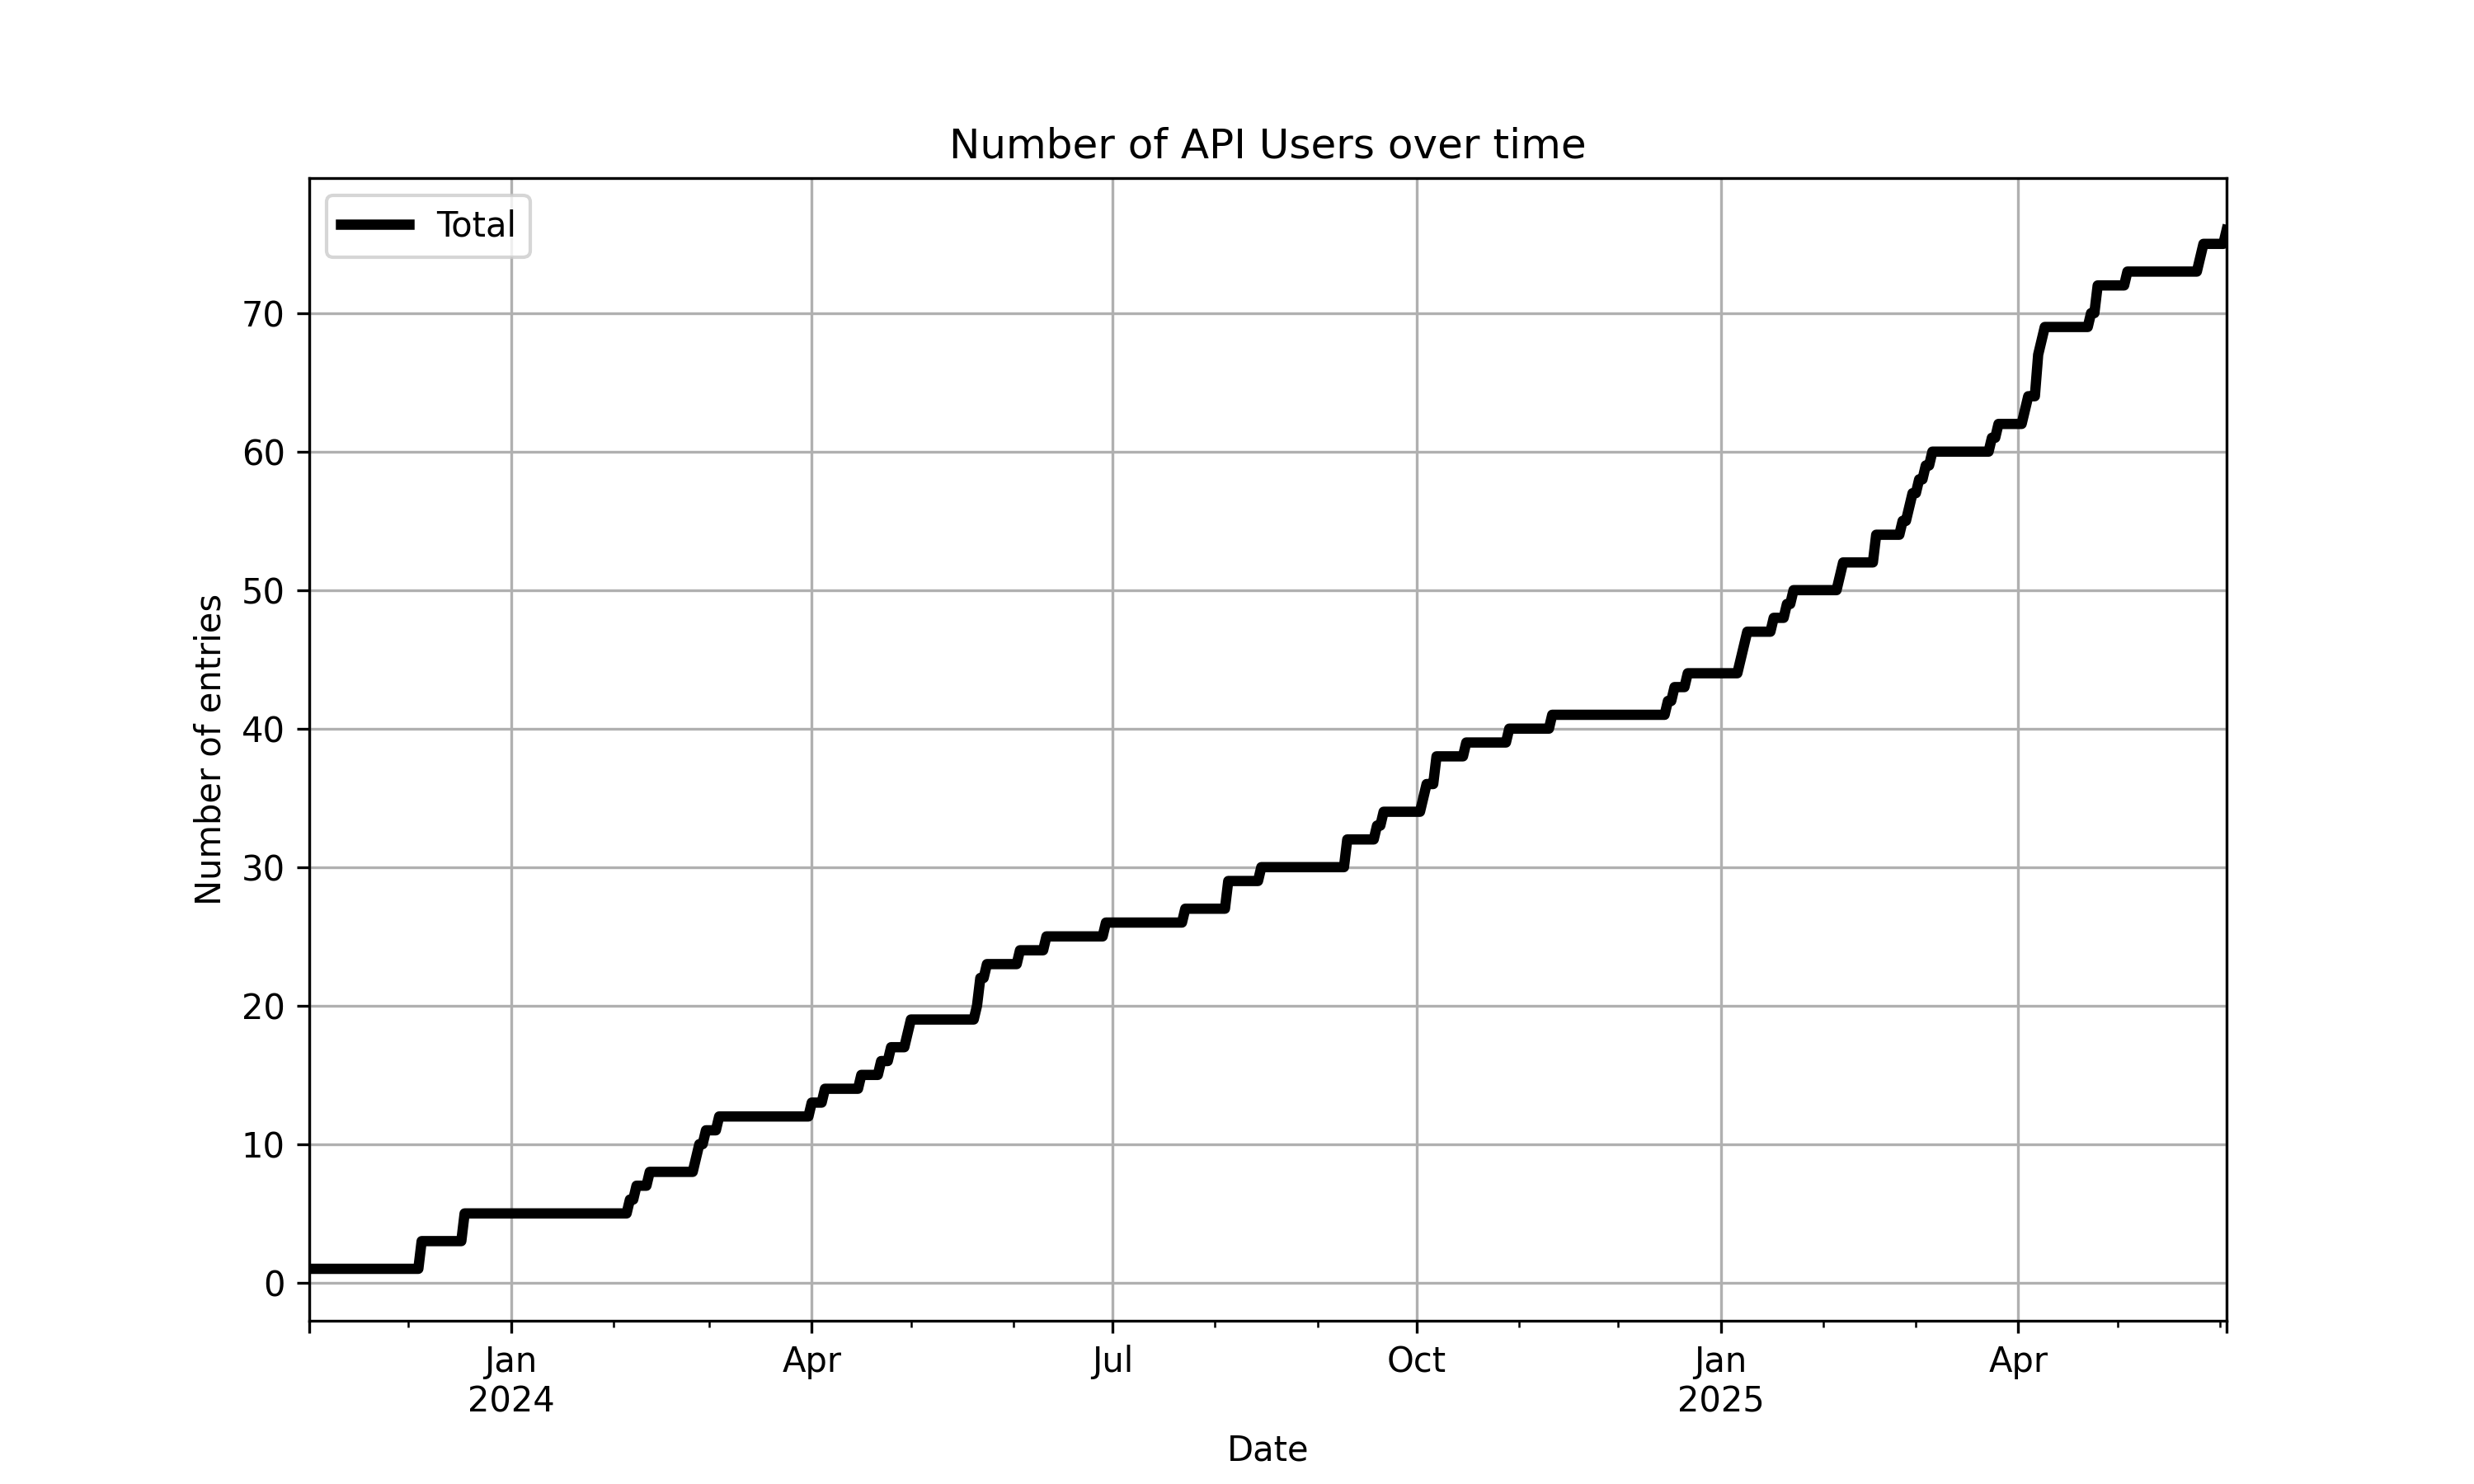 Number of API Users over time
Total
70
60
50
40
30
20
10
0
Number of entries
Jan
2024
Apr
Jul
Oct
Jan
2025
Apr
Date